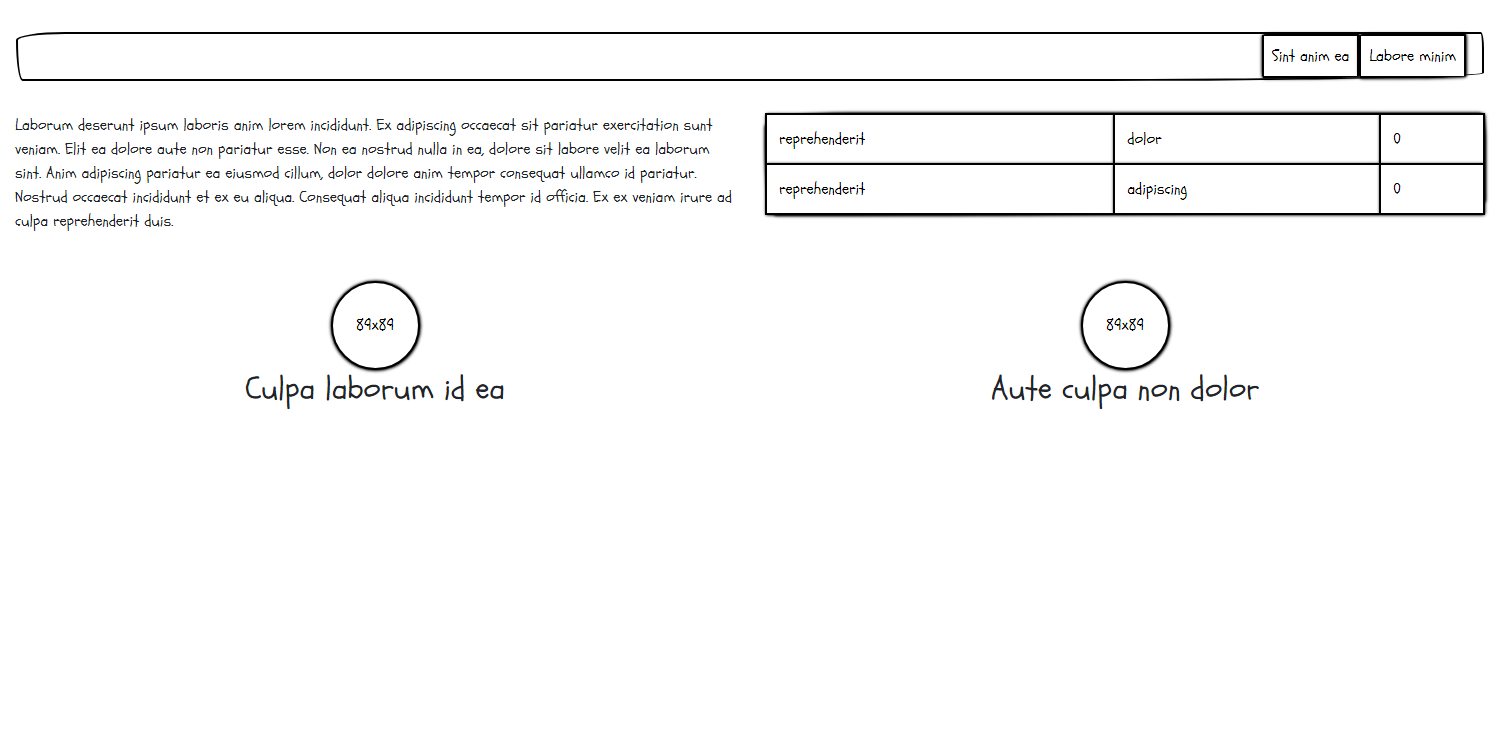 Sint anim ea
Labore minim
Laborum deserunt ipsum laboris anim lorem incididunt. Ex adipiscing occaecat sit pariatur exercitation sunt
veniam. Elit ea dolore aute non pariatur esse. Non ea nostrud nulla in ea, dolore sit labore velit ea laborum
sint. Anim adipiscing pariatur ea eiusmod cillum, dolor dolore anim tempor consequat ullamco id pariatur.
Nostrud occaecat incididunt et ex eu aliqua. Consequat aliqua incididunt tempor id officia. Ex ex veniam irure ad
culpa reprehenderit duis.
reprehenderit dolor 0
reprehenderit adipiscing 0
89x89
Culpa laborum id ea
89x89
Aute culpa non dolor